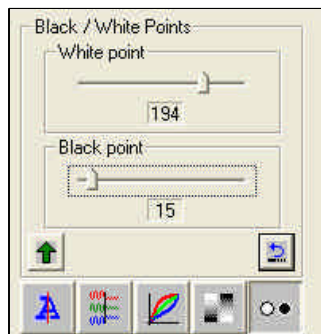 Black / White Points
White point
194
Black point
15
A